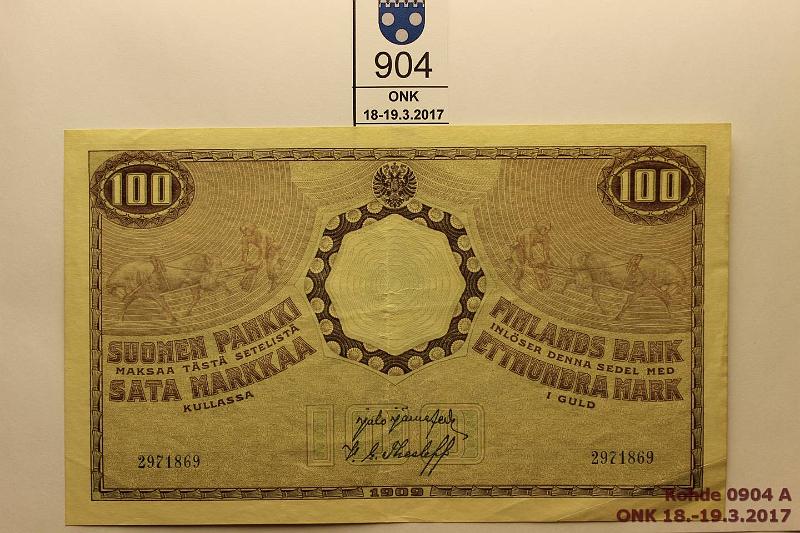 904
ONK
18-19.3.2017
100 100
SUOMEN PANKKI
MAKSAA TÄSTÄ SETELISTÄ
SATA MARKKAA
KULLASSA
FINLANDS BANK
INLÖSER DENNA SEDEL MED
ETTHUNDRA MARK
I GULD
2971869 2971869
1909
Kohde 0904 A
ONK 18.-19.3.2017